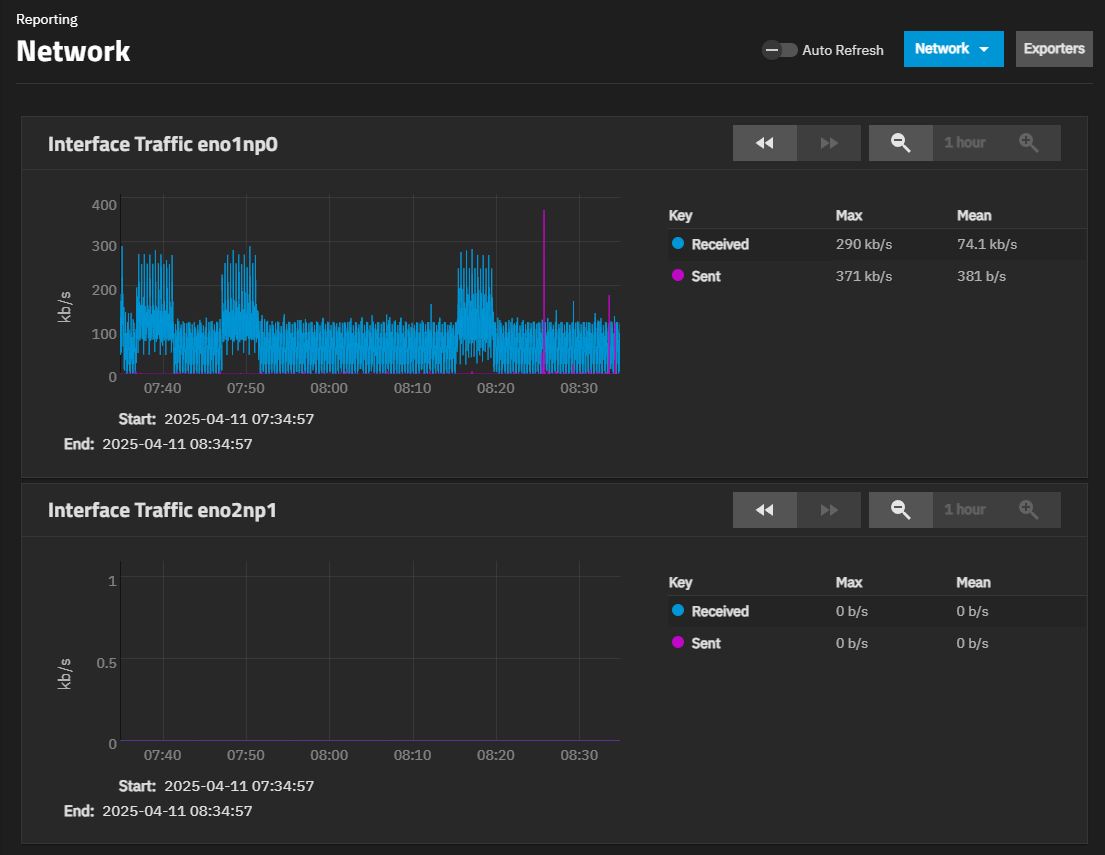 Reporting
Network
Auto Refresh
Network
Exporters
Interface Traffic eno1np0
1 hour
400
300
200
100
0
kb/s
07:40 07:50 08:00 08:10 08:20 08:30
Key Max Mean
Received 290 kb/s 74.1 kb/s
Sent 371 kb/s 381 b/s
Start: 2025-04-11 07:34:57
End: 2025-04-11 08:34:57
Interface Traffic eno2np1
1 hour
1
0.5
0
kb/s
07:40 07:50 08:00 08:10 08:20 08:30
Key Max Mean
Received 0 b/s 0 b/s
Sent 0 b/s 0 b/s
Start: 2025-04-11 07:34:57
End: 2025-04-11 08:34:57